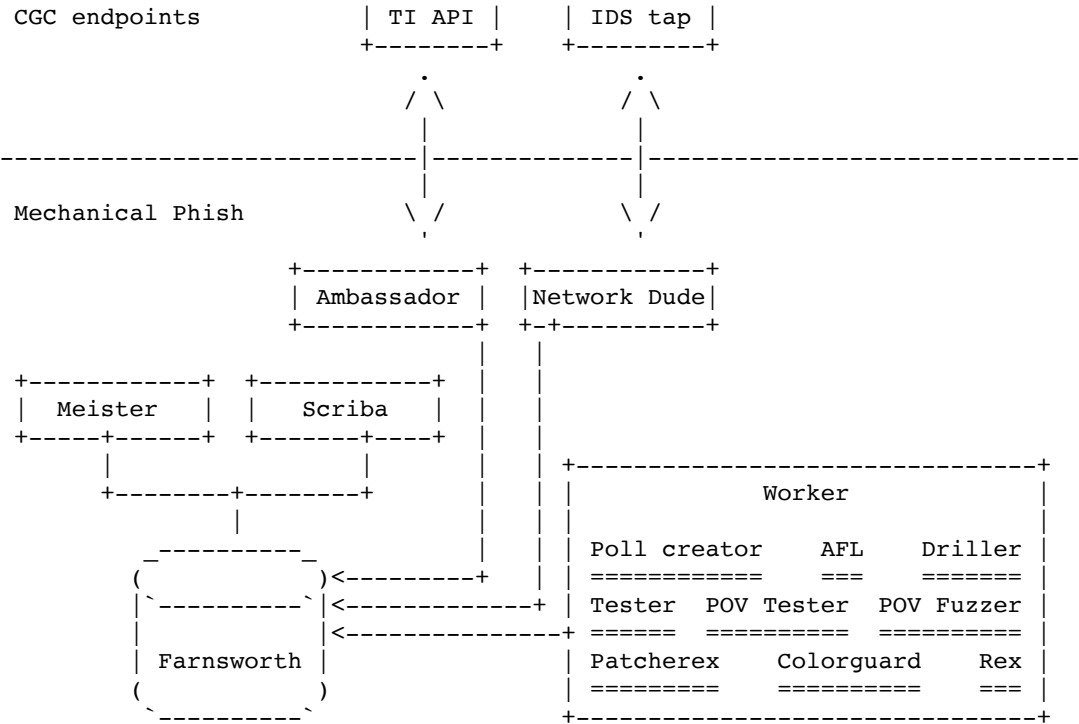 CGC endpoints TI API IDS tap
Mechanical Phish
Ambassador Network Dude
Meister Scriba
Worker
Poll creator AFL Driller
Tester POV Tester POV Fuzzer
Farnsworth Patcherex Colorguard Rex